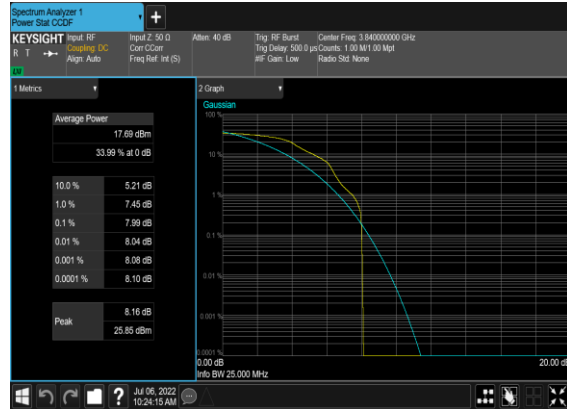 Spectrum Analyzer 1
Power Stat CCDF
KEYSIGHT
R T
Input: RF
Coupling: DC
Align: Auto
Input Z: 50 Ω
Corr CCorr
Freq Ref: Int (S)
Atten: 40 dB
Trig: RF Burst
Trig Delay: 500.0 µs
#IF Gain: Low
Center Freq: 3.840000000 GHz
Counts: 1.00 M/1.00 Mpt
Radio Std: None
1 Metrics
Average Power
17.69 dBm
33.99 % at 0 dB
10.0 % 5.21 dB
1.0 % 7.45 dB
0.1 % 7.99 dB
0.01 % 8.04 dB
0.001 % 8.08 dB
0.0001 % 8.10 dB
Peak
8.16 dB
25.85 dBm
2 Graph
Gaussian
100 %
10 %
1 %
0.1 %
0.01 %
0.001 %
0.0001 %
0.00 dB
20.00 dB
Info BW 25.000 MHz
?
Jul 06, 2022
10:24:15 AM